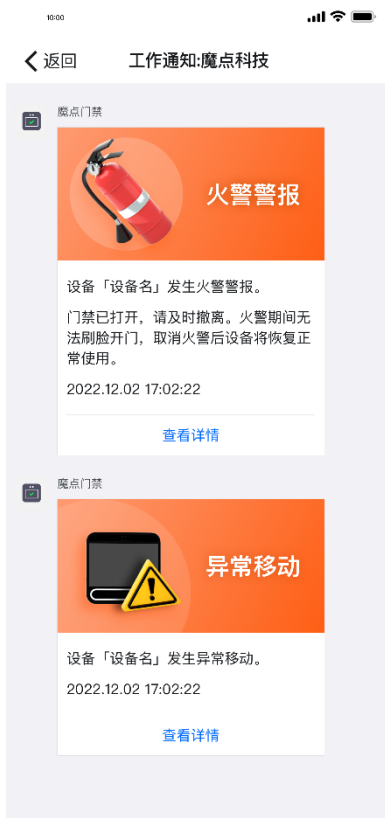 10:00
返回
工作通知:魔点科技
魔点门禁
火警警报
设备「设备名」发生火警警报。
门禁已打开，请及时撤离。火警期间无
法刷脸开门，取消火警后设备将恢复正
常使用。
2022.12.02 17:02:22
查看详情
魔点门禁
异常移动
设备「设备名」发生异常移动。
2022.12.02 17:02:22
查看详情